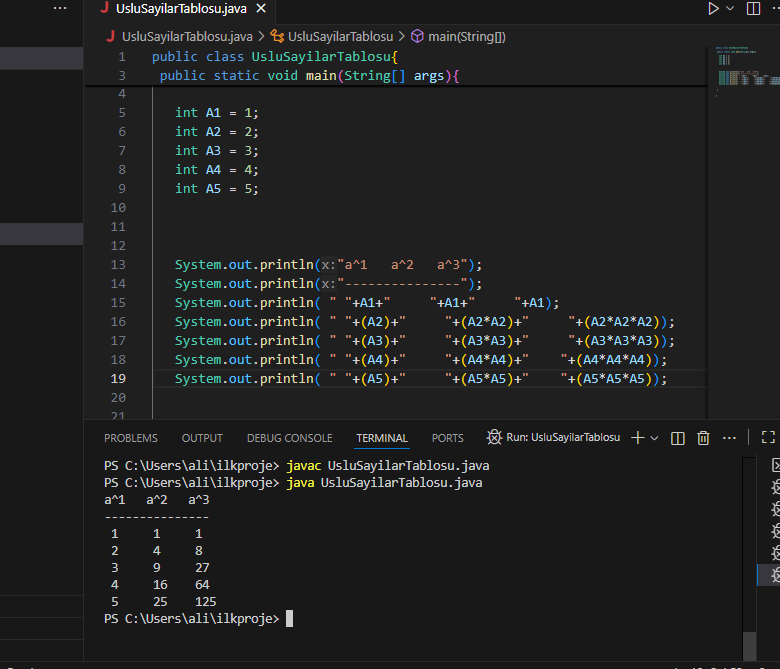 UsluSayilarTablosu.java
UsluSayilarTablosu.java > UsluSayilarTablosu > main(String[])
1 public class UsluSayilarTablosu{
3 public static void main(String[] args){
4
5 int A1 = 1;
6 int A2 = 2;
7 int A3 = 3;
8 int A4 = 4;
9 int A5 = 5;
10
11
12
13 System.out.println(x:"a^1   a^2   a^3");
14 System.out.println(x:"---------------");
15 System.out.println( " "+A1+"     "+A1+"     "+A1);
16 System.out.println( " "+(A2)+"     "+(A2*A2)+"     "+(A2*A2*A2));
17 System.out.println( " "+(A3)+"     "+(A3*A3)+"     "+(A3*A3*A3));
18 System.out.println( " "+(A4)+"     "+(A4*A4)+"    "+(A4*A4*A4));
19 System.out.println( " "+(A5)+"     "+(A5*A5)+"    "+(A5*A5*A5));
20
21
PROBLEMS OUTPUT DEBUG CONSOLE TERMINAL PORTS Run: UsluSayilarTablosu
PS C:\Users\ali\ilkproje> javac UsluSayilarTablosu.java
PS C:\Users\ali\ilkproje> java UsluSayilarTablosu.java
a^1   a^2   a^3
---------------
 1     1     1
 2     4     8
 3     9     27
 4     16    64
 5     25    125
PS C:\Users\ali\ilkproje>